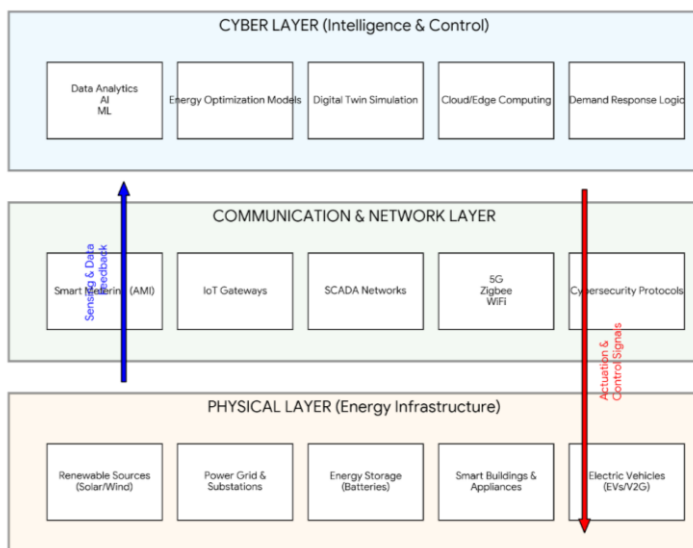 CYBER LAYER (Intelligence & Control)
Data Analytics
AI
ML
Energy Optimization Models
Digital Twin Simulation
Cloud/Edge Computing
Demand Response Logic
COMMUNICATION & NETWORK LAYER
Sensing & Data
Feedback
Smart Metering (AMI)
IoT Gateways
SCADA Networks
5G
Zigbee
WiFi
Cybersecurity Protocols
Actuation &
Control Signals
PHYSICAL LAYER (Energy Infrastructure)
Renewable Sources
(Solar/Wind)
Power Grid &
Substations
Energy Storage
(Batteries)
Smart Buildings &
Appliances
Electric Vehicles
(EVs/V2G)